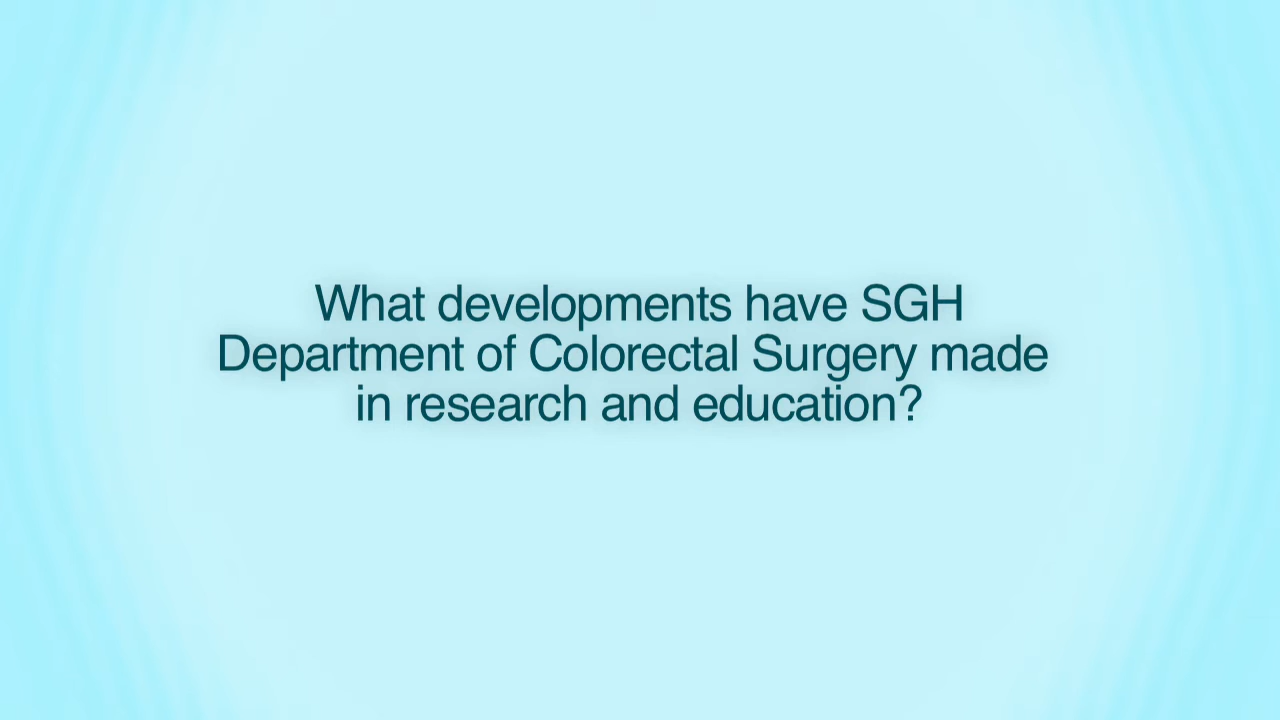 What developments have SGH
Department of Colorectal Surgery made
in research and education?